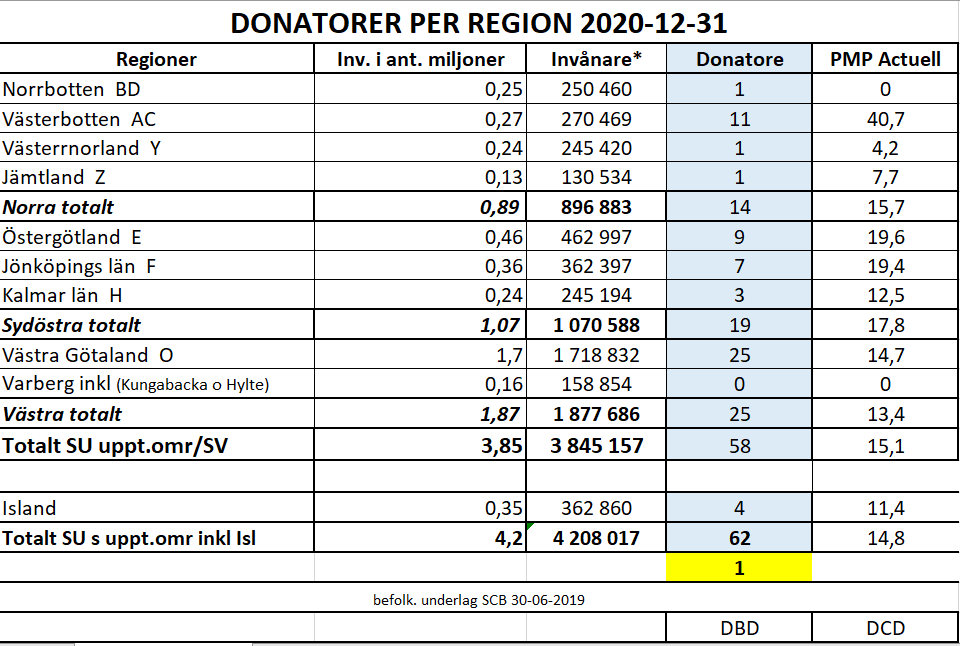 DONATORER PER REGION 2020-12-31
Regioner Inv. i ant. miljoner Invånare* Donatore PMP Actuell
Norrbotten BD 0,25 250 460 1 0
Västerbotten AC 0,27 270 469 11 40,7
Västerrnorland Y 0,24 245 420 1 4,2
Jämtland Z 0,13 130 534 1 7,7
Norra totalt 0,89 896 883 14 15,7
Östergötland E 0,46 462 997 9 19,6
Jönköpings län F 0,36 362 397 7 19,4
Kalmar län H 0,24 245 194 3 12,5
Sydöstra totalt 1,07 1 070 588 19 17,8
Västra Götaland O 1,7 1 718 832 25 14,7
Varberg inkl (Kungabacka o Hylte) 0,16 158 854 0 0
Västra totalt 1,87 1 877 686 25 13,4
Totalt SU uppt.omr/SV 3,85 3 845 157 58 15,1
Island 0,35 362 860 4 11,4
Totalt SU s uppt.omr inkl Isl 4,2 4 208 017 62 14,8
1
befolk. underlag SCB 30-06-2019
DBD DCD